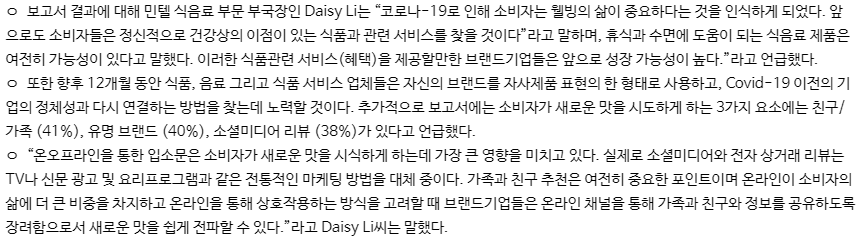 ㅇ 보고서 결과에 대해 민텔 식음료 부문 부국장인 Daisy Li는 “코로나-19로 인해 소비자는 웰빙의 삶이 중요하다는 것을 인식하게 되었다. 앞
으로도 소비자들은 정신적으로 건강상의 이점이 있는 식품과 관련 서비스를 찾을 것이다”라고 말하며, 휴식과 수면에 도움이 되는 식음료 제품은
여전히 가능성이 있다고 말했다. 이러한 식품관련 서비스(혜택)을 제공할만한 브랜드기업들은 앞으로 성장 가능성이 높다.”라고 언급했다.
ㅇ 또한 향후 12개월 동안 식품, 음료 그리고 식품 서비스 업체들은 자신의 브랜드를 자사제품 표현의 한 형태로 사용하고, Covid-19 이전의 기
업의 정체성과 다시 연결하는 방법을 찾는데 노력할 것이다. 추가적으로 보고서에는 소비자가 새로운 맛을 시도하게 하는 3가지 요소에는 친구/
가족 (41%), 유명 브랜드 (40%), 소셜미디어 리뷰 (38%)가 있다고 언급했다.
ㅇ “온오프라인을 통한 입소문은 소비자가 새로운 맛을 시식하게 하는데 가장 큰 영향을 미치고 있다. 실제로 소셜미디어와 전자 상거래 리뷰는
TV나 신문 광고 및 요리프로그램과 같은 전통적인 마케팅 방법을 대체 중이다. 가족과 친구 추천은 여전히 중요한 포인트이며 온라인이 소비자의
삶에 더 큰 비중을 차지하고 온라인을 통해 상호작용하는 방식을 고려할 때 브랜드기업들은 온라인 채널을 통해 가족과 친구와 정보를 공유하도록
장려함으로서 새로운 맛을 쉽게 전파할 수 있다.”라고 Daisy Li씨는 말했다.